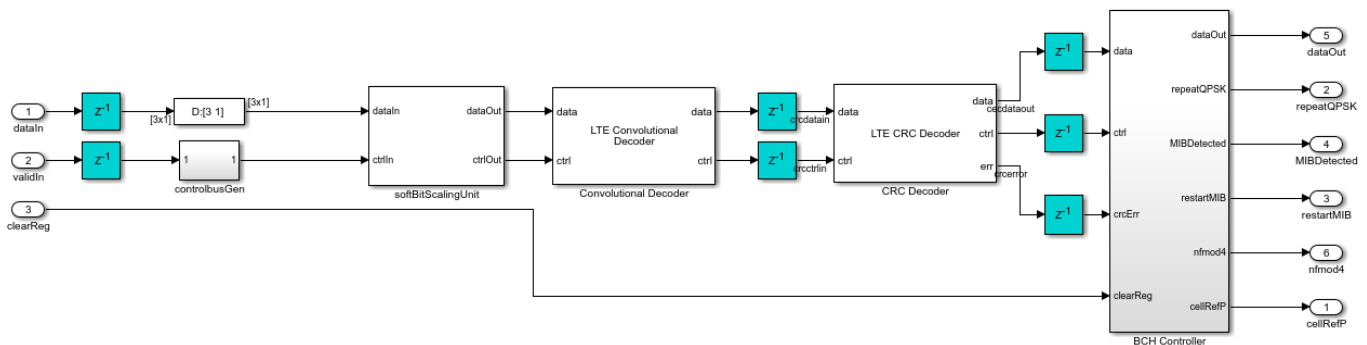 1
dataIn
2
validIn
3
clearReg
z-1
z-1
[3x1]
D:[3 1]
[3x1]
1 1
controlbusGen
dataIn
ctrlIn
dataOut
ctrlOut
softBitScalingUnit
data
ctrl
LTE Convolutional
Decoder
data
ctrl
Convolutional Decoder
z-1
crcdatain
z-1
crcctrlin
data
ctrl
LTE CRC Decoder
data
ctrl
err
CRC Decoder
cecdataout
crcerror
z-1
z-1
z-1
data
ctrl
crcErr
clearReg
dataOut
repeatQPSK
MIBDetected
restartMIB
nfmod4
cellRefP
BCH Controller
5
dataOut
2
repeatQPSK
4
MIBDetected
3
restartMIB
6
nfmod4
1
cellRefP